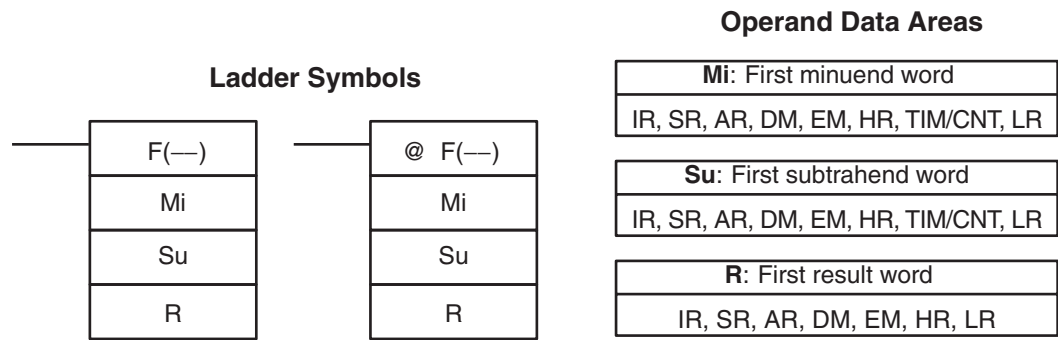 Ladder Symbols
F(−−)
Mi
Su
R
@ F(−−)
Mi
Su
R
Operand Data Areas
Mi: First minuend word
IR, SR, AR, DM, EM, HR, TIM/CNT, LR
Su: First subtrahend word
IR, SR, AR, DM, EM, HR, TIM/CNT, LR
R: First result word
IR, SR, AR, DM, EM, HR, LR